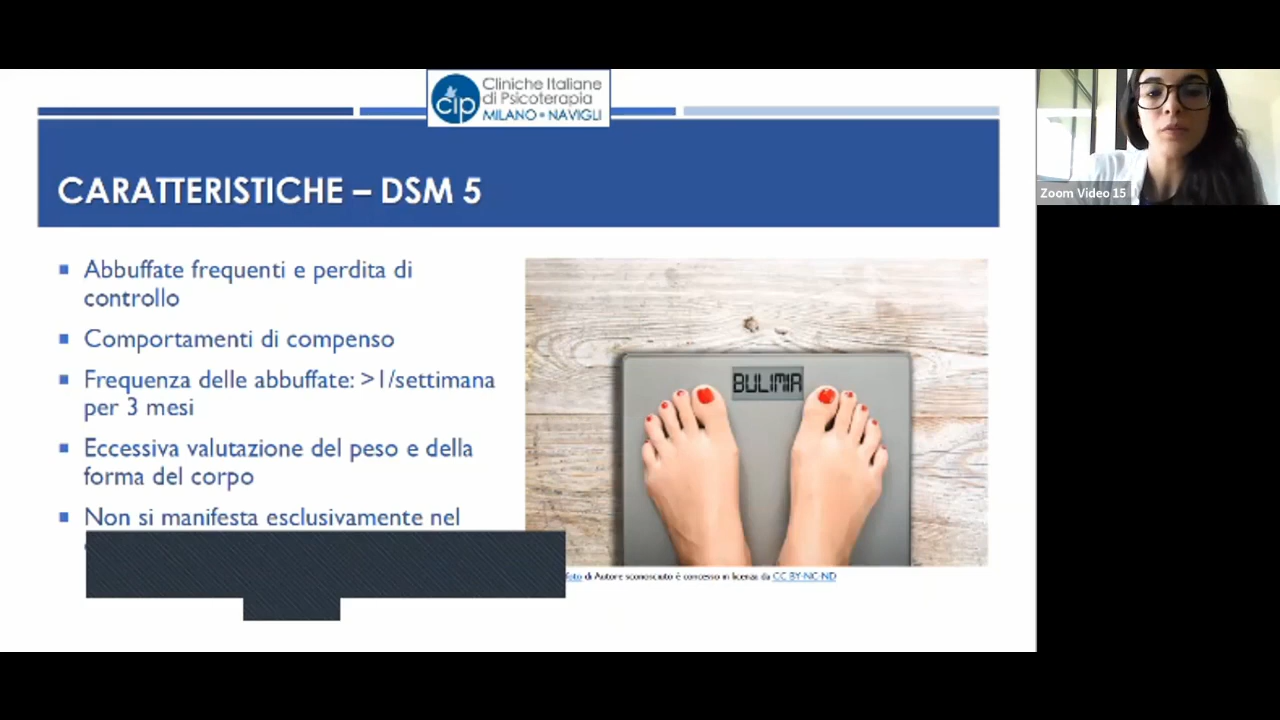 Cliniche Italiane
di Psicoterapia
MILANO • NAVIGLI
cip
CARATTERISTICHE – DSM 5
Abbuffate frequenti e perdita di
controllo
Comportamenti di compenso
Frequenza delle abbuffate: >1/settimana
per 3 mesi
Eccessiva valutazione del peso e della
forma del corpo
Non si manifesta esclusivamente nel
BULIMIA
foto di Autore sconosciuto è concesso in licenza da CC BY-NC-ND
Zoom Video 15